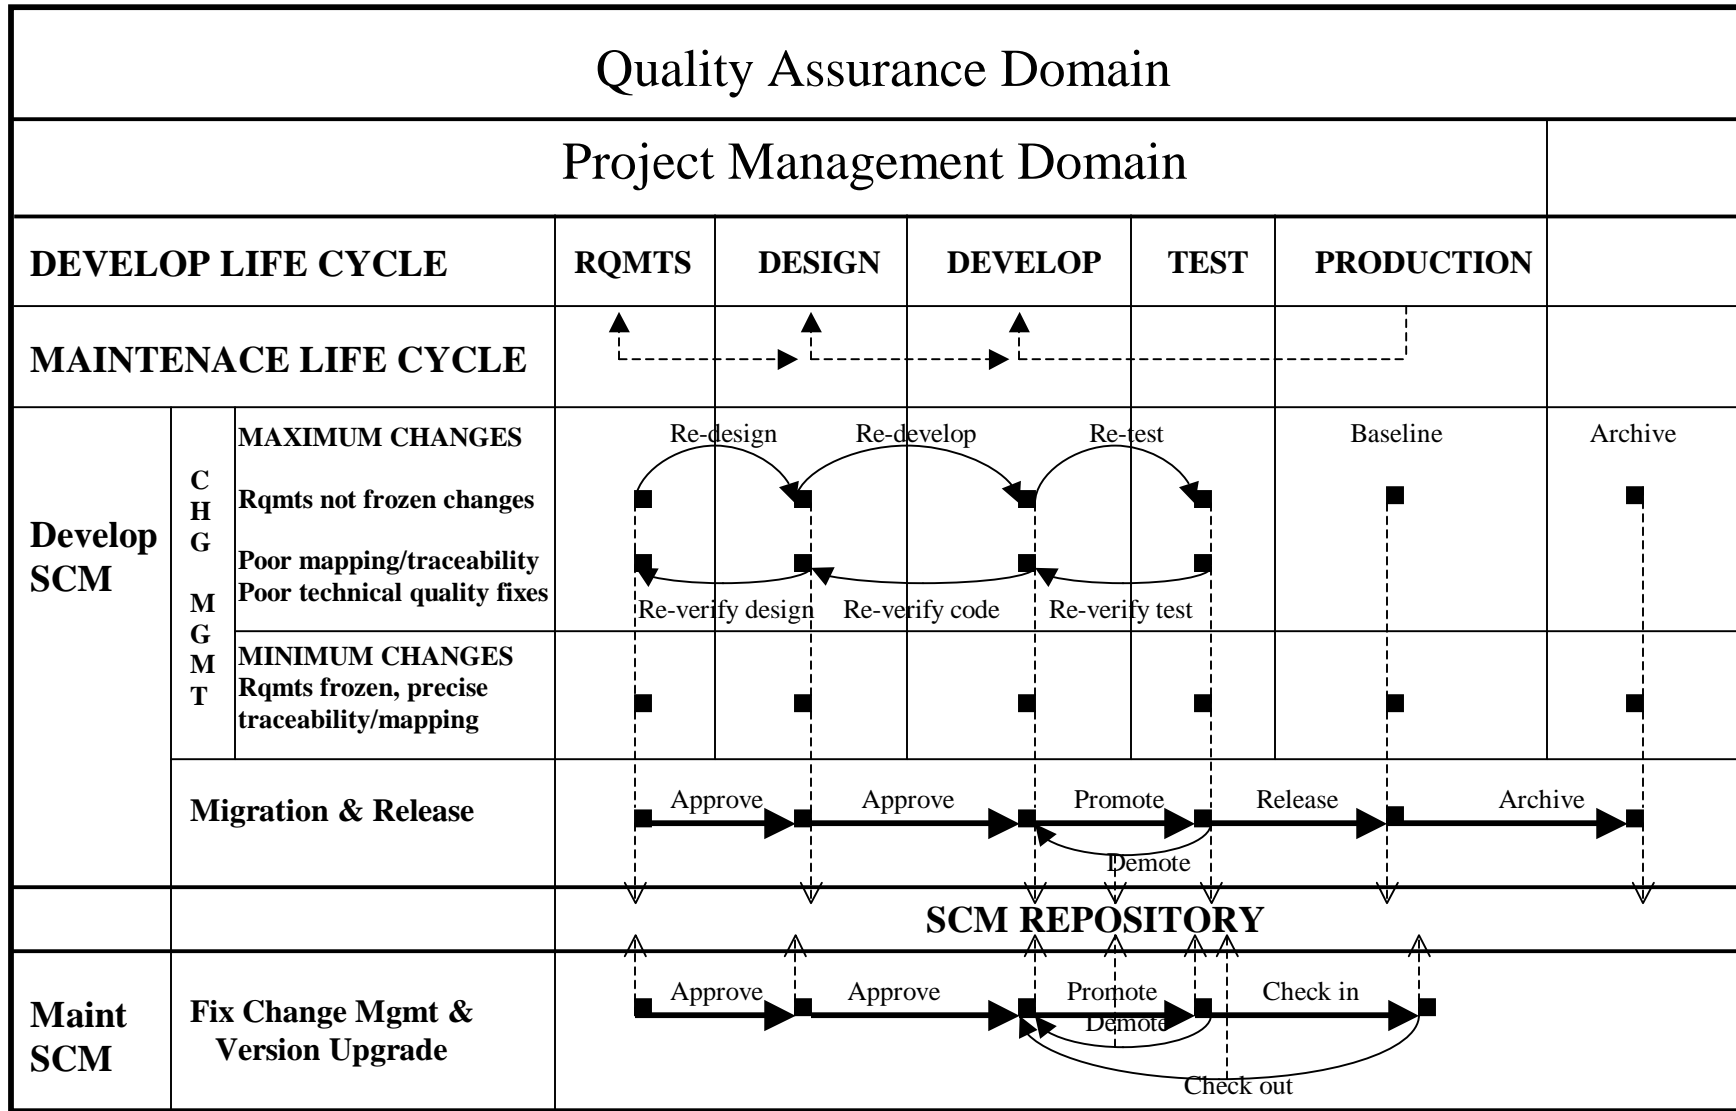 Quality Assurance Domain
Project Management Domain
DEVELOP LIFE CYCLE
RQMTS
DESIGN
DEVELOP
TEST
PRODUCTION
MAINTENACE LIFE CYCLE
Develop
SCM
C
H
G
M
G
M
T
MAXIMUM CHANGES
Rqmts not frozen changes
Poor mapping/traceability
Poor technical quality fixes
Re-design
Re-develop
Re-test
Baseline
Archive
Re-verify design
Re-verify code
Re-verify test
MINIMUM CHANGES
Rqmts frozen, precise
traceability/mapping
Migration & Release
Approve
Approve
Promote
Release
Archive
Demote
SCM REPOSITORY
Maint
SCM
Fix Change Mgmt &
Version Upgrade
Approve
Approve
Promote
Check in
Demote
Check out